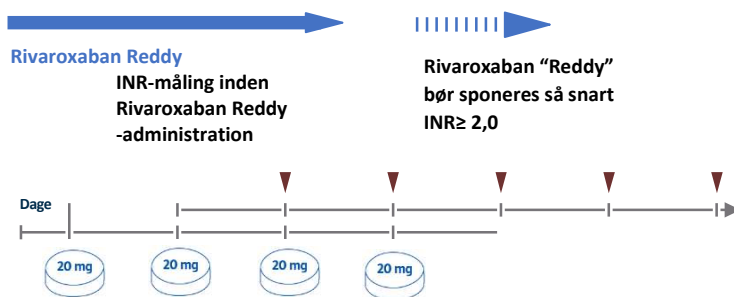 Rivaroxaban Reddy
INR-måling inden
Rivaroxaban Reddy
-administration
Rivaroxaban “Reddy”
bør sponeres så snart
INR≥ 2,0
Dage
20 mg
20 mg
20 mg
20 mg